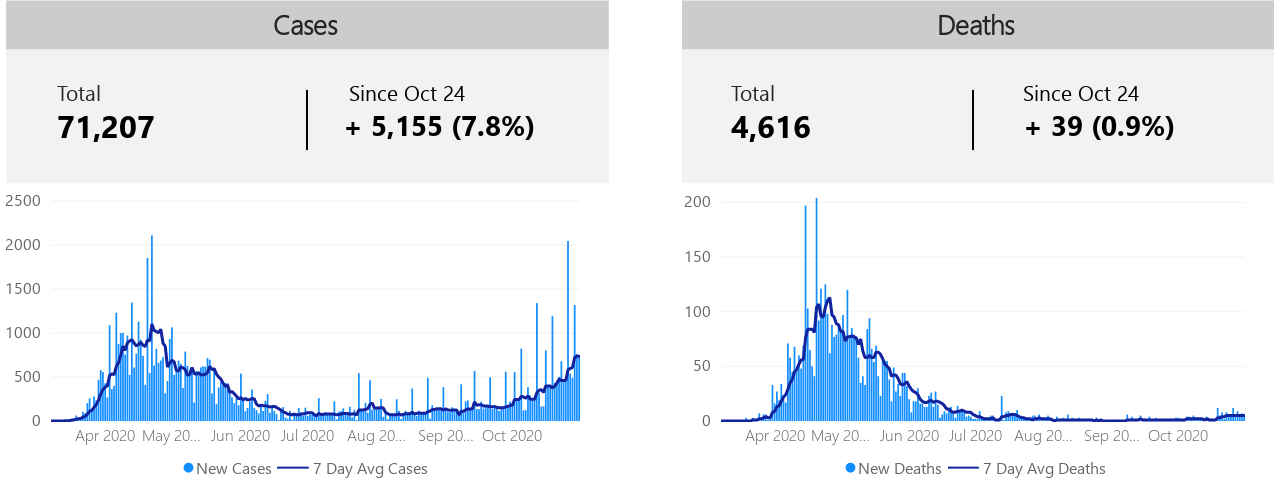 Cases
Total
71,207
Since Oct 24
+ 5,155 (7.8%)
2500
2000
1500
1000
500
0
Apr 2020 May 20... Jun 2020 Jul 2020 Aug 20... Sep 20... Oct 2020
New Cases 7 Day Avg Cases
Deaths
Total
4,616
Since Oct 24
+ 39 (0.9%)
200
150
100
50
0
Apr 2020 May 20... Jun 2020 Jul 2020 Aug 20... Sep 20... Oct 2020
New Deaths 7 Day Avg Deaths